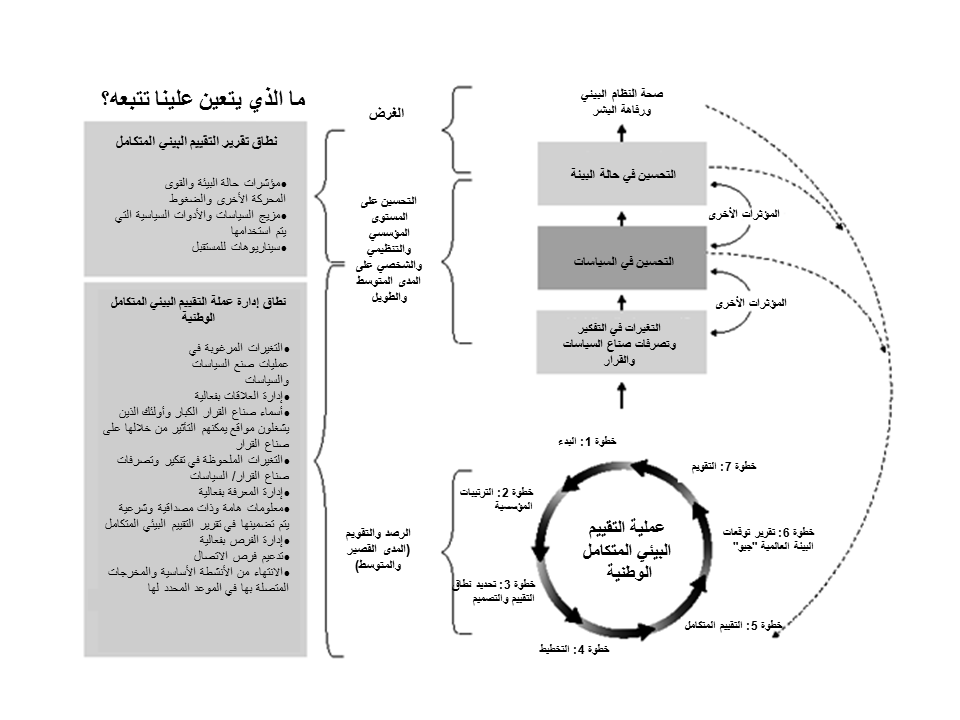 ما الذي يتعين علينا تتبعه؟
نطاق تقرير التقييم البيئي المتكامل
●مؤشرات حالة البيئة والقوى
المحركة الأخرى والضغوط
●مزيج السياسات والأدوات السياسية التي
يتم استخدامها
●سيناريوهات للمستقبل
نطاق إدارة عملة التقييم البيئي المتكامل
الوطنية
●التغيرات المرغوبة في
عمليات صنع السياسات
والسياسات
●إدارة العلاقات بفعالية
●أسماء صناع القرار الكبار وأولئك الذين
يشغلون مواقع يمكنهم التأثير من خلالها على
صناع القرار
●التغيرات الملحوظة في تفكير وتصرفات
صناع القرار/ السياسات
●إدارة المعرفة بفعالية
●معلومات هامة وذات مصداقية وشرعية
يتم تضمينها في تقرير التقييم البيئي المتكامل
●إدارة الفرص بفعالية
●تدعيم فرص الاتصال
●الانتهاء من الأنشطة الأساسية والمخرجات
المتصلة بها في الموعد المحدد لها
الغرض
التحسين على
المستوى
المؤسسي
والتنظيمي
والشخصي على
المدى المتوسط
والطويل
الرصد والتقويم
(المدى القصير
والمتوسط)
صحة النظام البيئي
ورفاهة البشر
التحسين في حالة البيئة
المؤثرات الأخرى
التحسين في السياسات
المؤثرات الأخرى
التغيرات في التفكير
وتصرفات صناع السياسات
والقرار
خطوة 1: البدء
خطوة 2: الترتيبات
المؤسسية
خطوة 3: تحديد نطاق
التقييم والتصميم
خطوة 4: التخطيط
خطوة 5: التقييم المتكامل
خطوة 6: تقرير توقعات
البيئة العالمية "جيو"
خطوة 7: التقويم
عملية التقييم
البيئي المتكامل
الوطنية